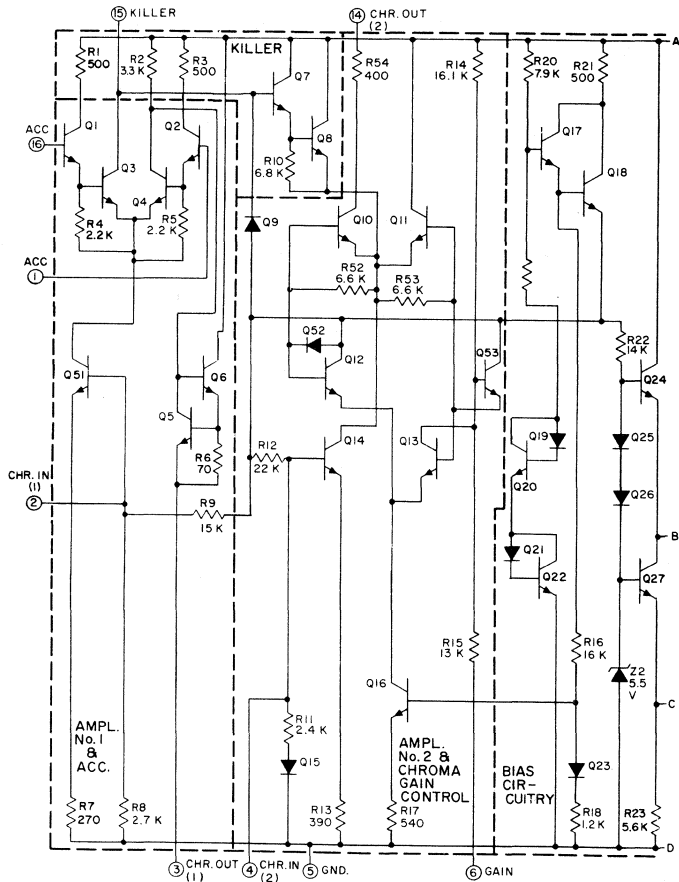 15 KILLER
14 CHR. OUT
(2)
A
R1
500
R2
3.3 K
R3
500
KILLER
Q7
R54
400
R14
16.1 K
R20
7.9 K
R21
500
Q1
Q2
Q8
Q17
ACC
16
Q3
Q4
R10
6.8 K
Q18
R4
2.2 K
R5
2.2 K
Q9
Q10
Q11
ACC
1
R52
6.6 K
R53
6.6 K
Q52
Q12
Q53
R22
14 K
Q24
Q51
Q6
Q5
Q14
Q13
Q19
Q25
R6
70
R12
22 K
Q20
Q26
CHR. IN
(1)
2
R9
15 K
B
Q21
Q22
Q27
R15
13 K
R16
16 K
Z2
5.5
V
Q16
C
AMPL.
No. 1
&
ACC.
R11
2.4 K
Q15
AMPL.
No. 2 &
CHROMA
GAIN
CONTROL
BIAS
CIR-
CUITRY
Q23
R7
270
R8
2.7 K
R13
390
R17
540
R18
1.2 K
R23
5.6 K
D
3 CHR. OUT
(1)
4 CHR. IN
(2)
5 GND.
6 GAIN